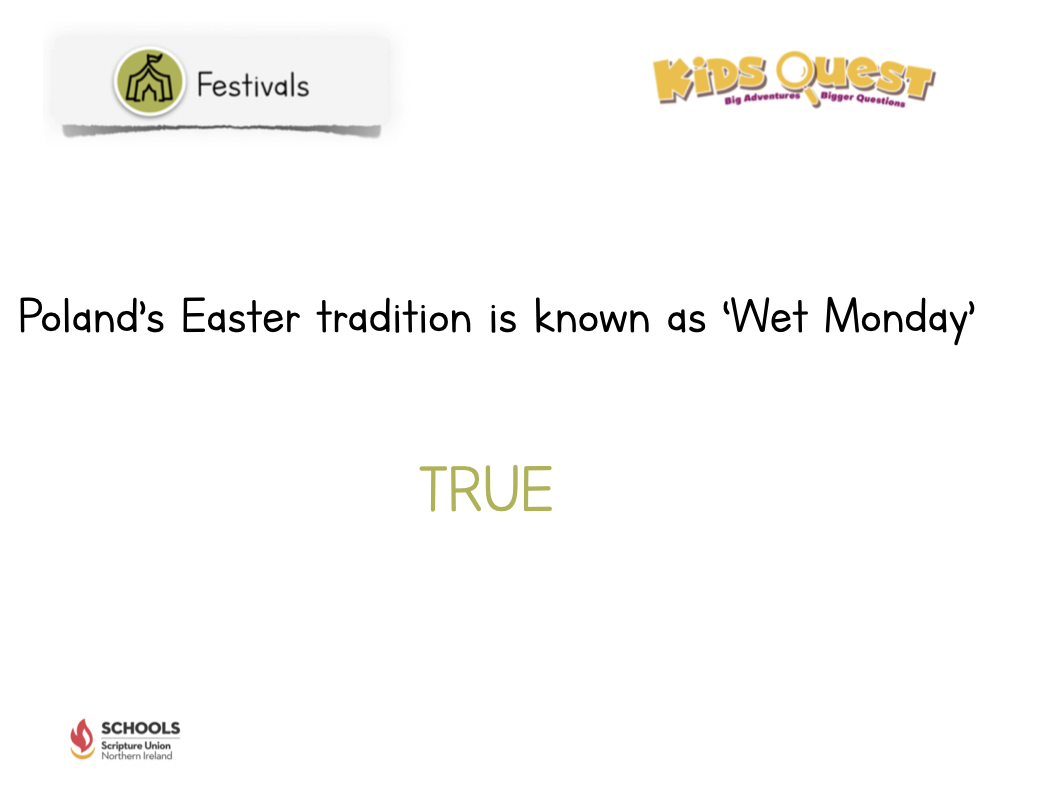 Festivals
KiDS QUEST
Big Adventures Bigger Questions
Poland's Easter tradition is known as ‘Wet Monday’
TRUE
SCHOOLS
Scripture Union
Northern Ireland